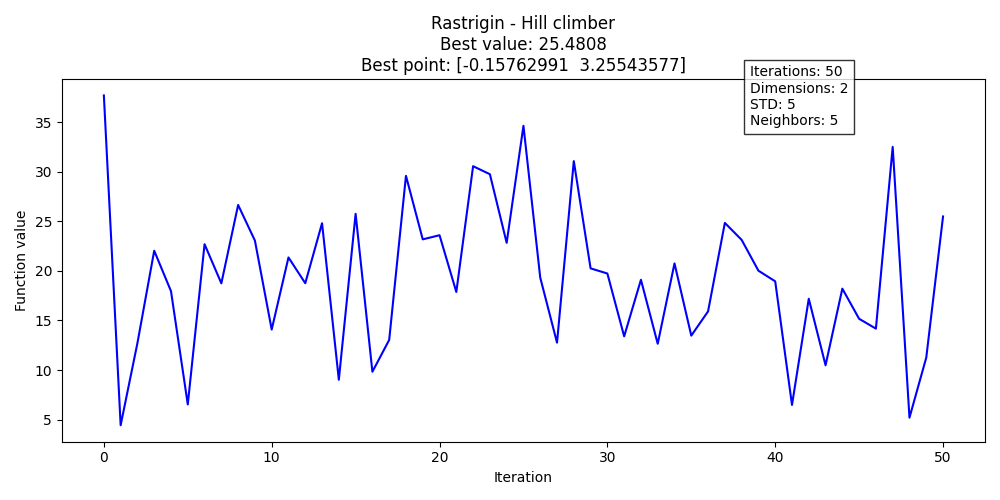 Rastrigin - Hill climber
Best value: 25.4808
Best point: [-0.15762991  3.25543577]
Iterations: 50
Dimensions: 2
STD: 5
Neighbors: 5
Function value
35
30
25
20
15
10
5
0
10
20
30
40
50
Iteration